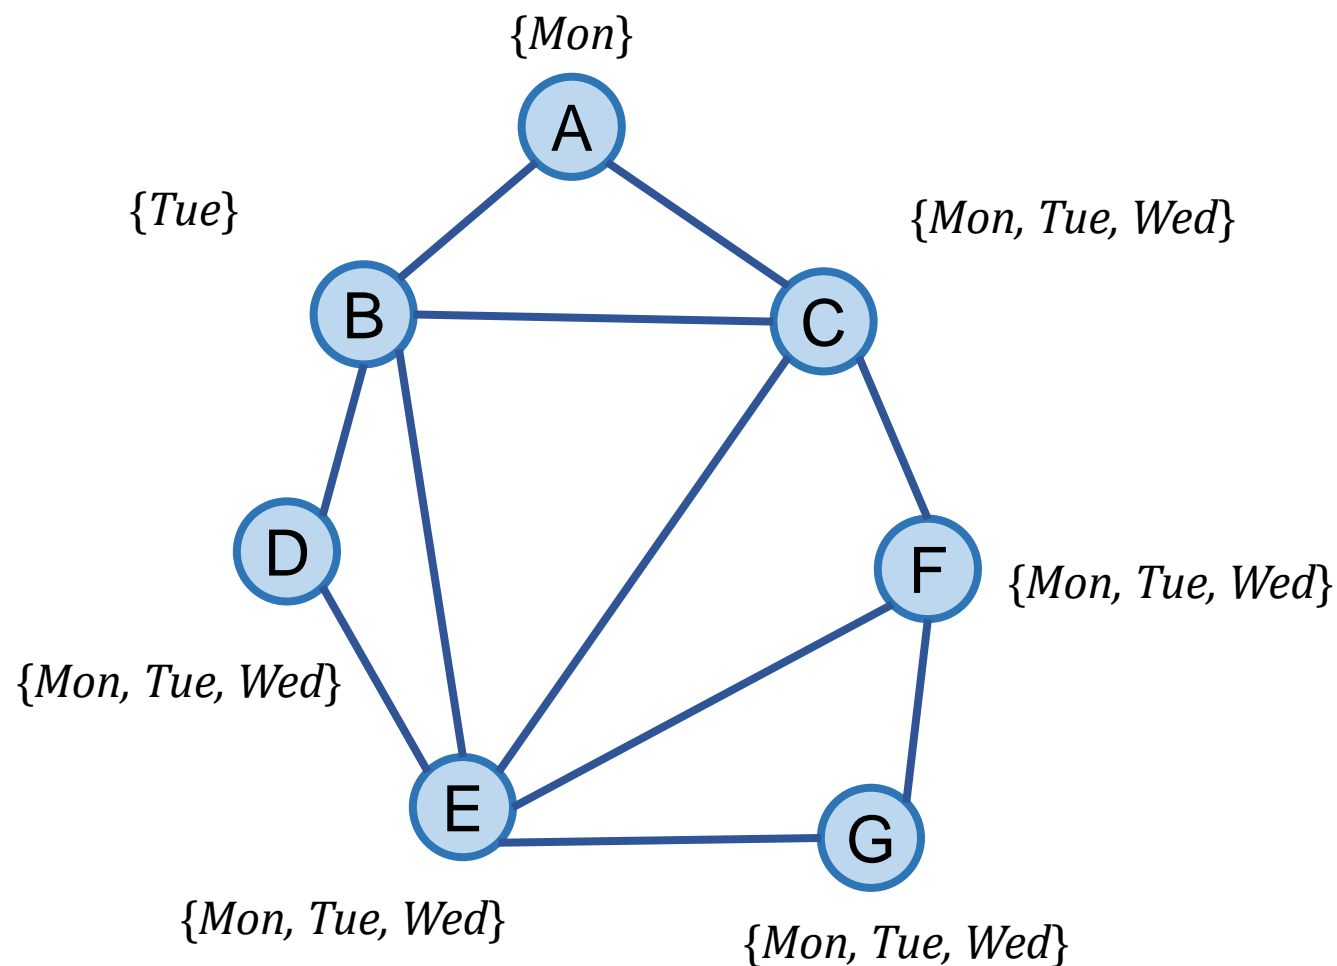 {Mon}
A
{Tue}
{Mon, Tue, Wed}
B
C
D
F
{Mon, Tue, Wed}
{Mon, Tue, Wed}
E
G
{Mon, Tue, Wed}
{Mon, Tue, Wed}